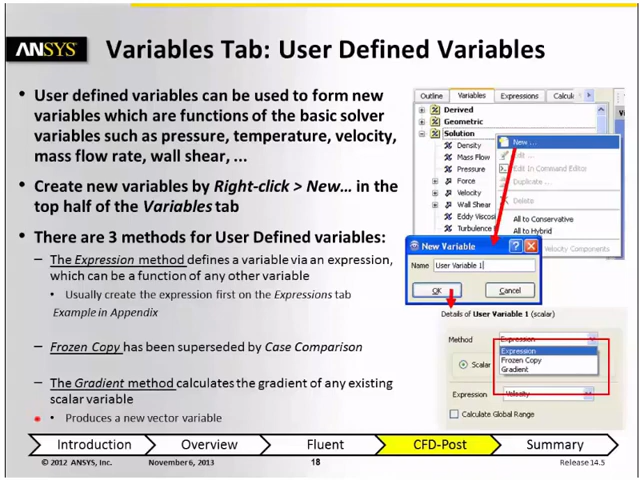 ANSYS
Variables Tab: User Defined Variables
• User defined variables can be used to form new
variables which are functions of the basic solver
variables such as pressure, temperature, velocity,
mass flow rate, wall shear, ...
• Create new variables by Right-click > New... in the
top half of the Variables tab
• There are 3 methods for User Defined variables:
– The Expression method defines a variable via an expression,
which can be a function of any other variable
• Usually create the expression first on the Expressions tab
Example in Appendix
– Frozen Copy has been superseded by Case Comparison
– The Gradient method calculates the gradient of any existing
scalar variable
• Produces a new vector variable
Outline Variables Expressions Calcul
Derived
Geometric
Solution
Density
Mass Flow
Pressure
Force
Velocity
Wall Shear
Eddy Viscosi
Turbulence
New ...
Edit ...
Edit in Command Editor
Duplicate ...
Delete
All to Conservative
All to Hybrid
Velocity Components
New Variable
Name User Variable 1
OK Cancel
Details of User Variable 1 (scalar)
Method Expression
Expression
Frozen Copy
Gradient
Scalar
Expression Velocity
Calculate Global Range
Introduction Overview Fluent CFD-Post Summary
© 2012 ANSYS, Inc. November 6, 2013 18 Release 14.5